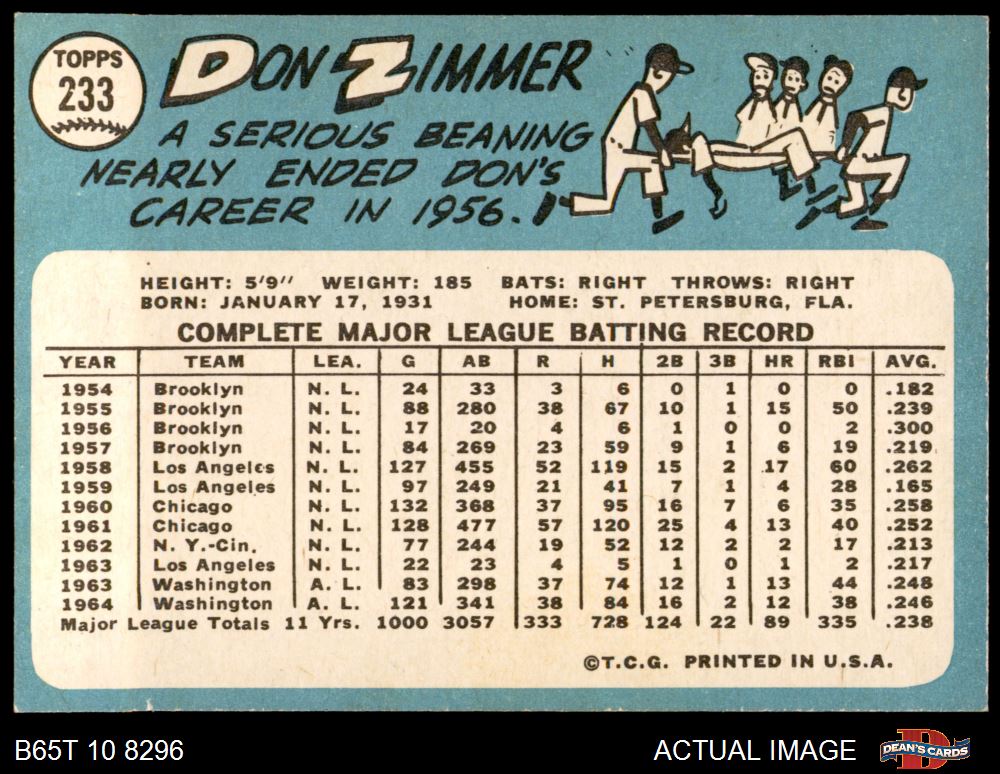 TOPPS
233
DON ZIMMER
A SERIOUS BEANING
NEARLY ENDED DON'S
CAREER IN 1956.
HEIGHT: 5'9" WEIGHT: 185 BATS: RIGHT THROWS: RIGHT
BORN: JANUARY 17, 1931 HOME: ST. PETERSBURG, FLA.
COMPLETE MAJOR LEAGUE BATTING RECORD
YEAR TEAM LEA. G AB R H 2B 3B HR RBI AVG.
1954 Brooklyn N. L. 24 33 3 6 0 1 0 0 .182
1955 Brooklyn N. L. 88 280 38 67 10 1 15 50 .239
1956 Brooklyn N. L. 17 20 4 6 1 0 0 2 .300
1957 Brooklyn N. L. 84 269 23 59 9 1 6 19 .219
1958 Los Angeles N. L. 127 455 52 119 15 2 17 60 .262
1959 Los Angeles N. L. 97 249 21 41 7 1 4 28 .165
1960 Chicago N. L. 132 368 37 95 16 7 6 35 .258
1961 Chicago N. L. 128 477 57 120 25 4 13 40 .252
1962 N. Y.-Cin. N. L. 77 244 19 52 12 2 2 17 .213
1963 Los Angeles N. L. 22 23 4 5 1 0 1 2 .217
1963 Washington A. L. 83 298 37 74 12 1 13 44 .248
1964 Washington A. L. 121 341 38 84 16 2 12 38 .246
Major League Totals 11 Yrs. 1000 3057 333 728 124 22 89 335 .238
©T.C.G. PRINTED IN U.S.A.
B65T 10 8296 ACTUAL IMAGE DEAN'S CARDS